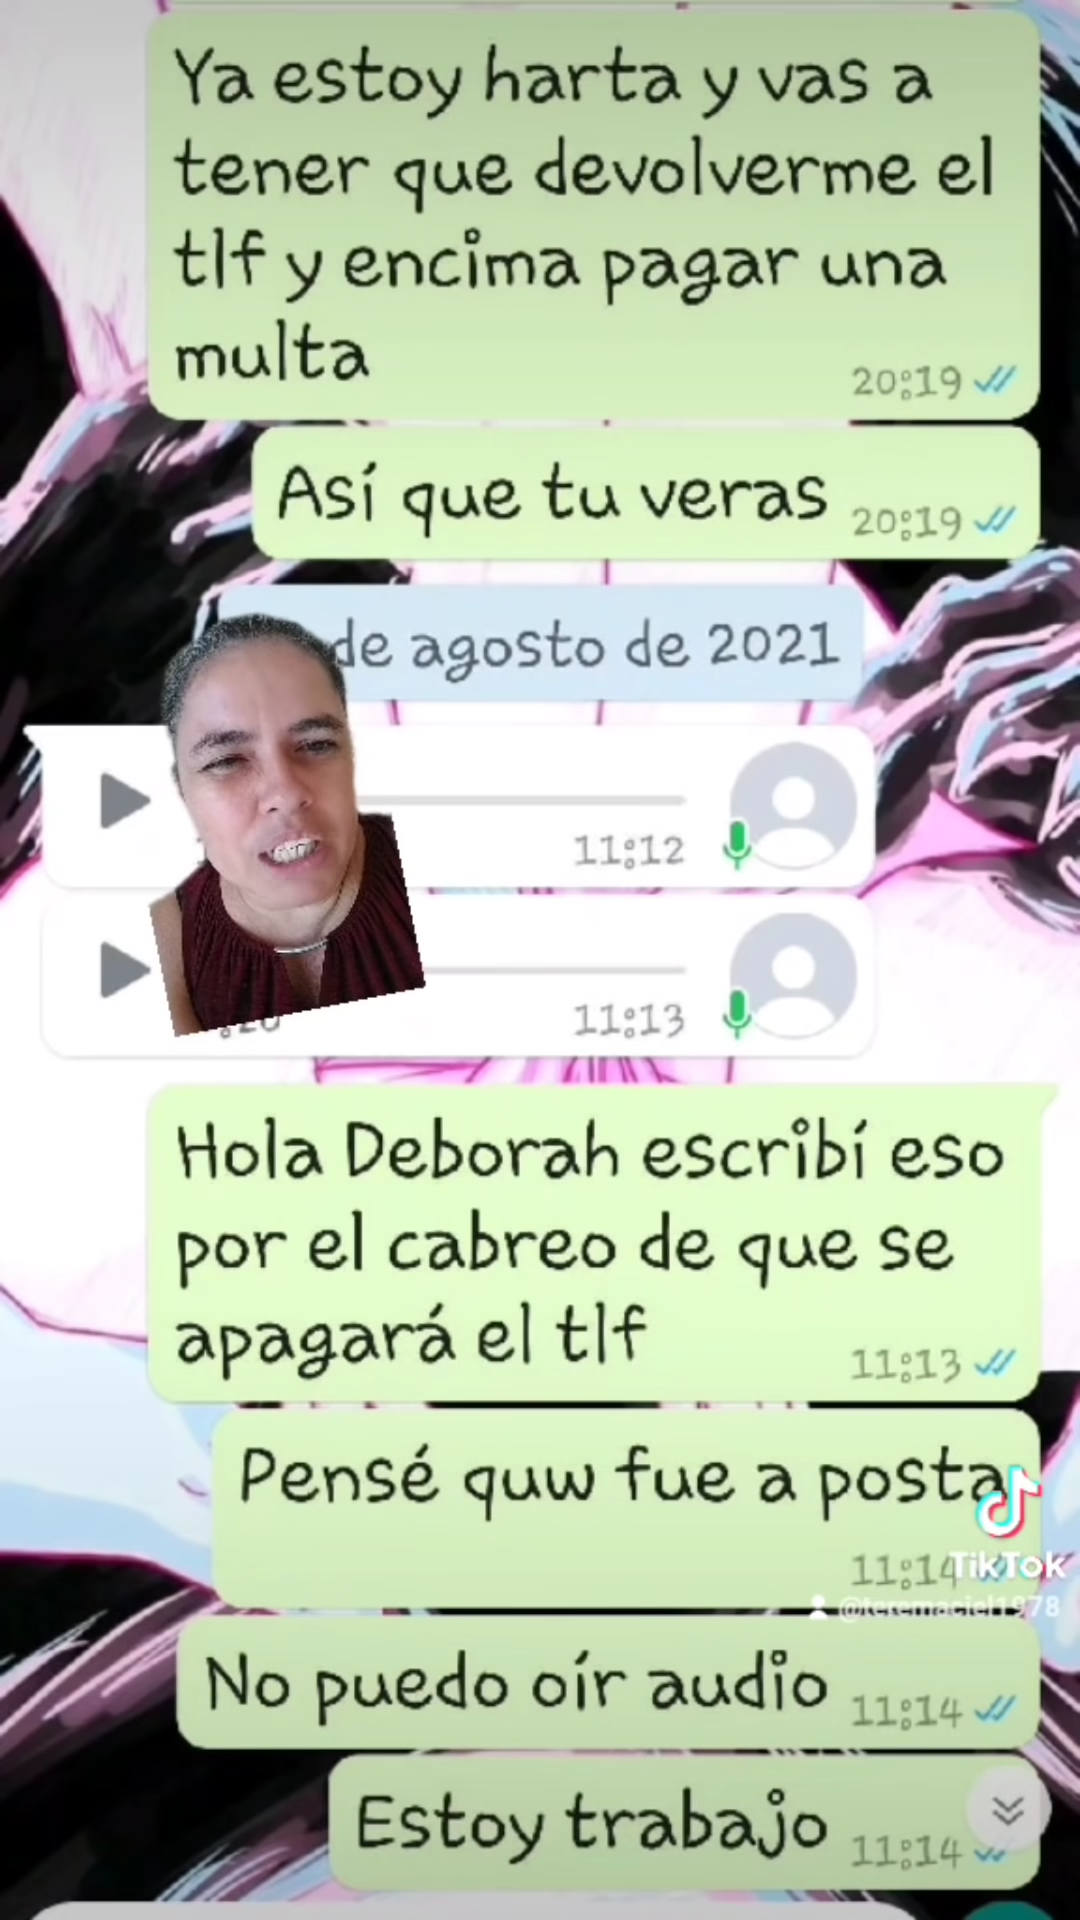 Ya estoy harta y vas a
tener que devolverme el
tlf y encima pagar una
multa
20:19
Así que tu veras
20:19
de agosto de 2021
11:12
11:13
Hola Deborah escribí eso
por el cabreo de que se
apagará el tlf
11:13
Pensé quw fue a posta
11:14
TikTok
@teremaciel1978
No puedo oír audio
11:14
Estoy trabajo
11:14